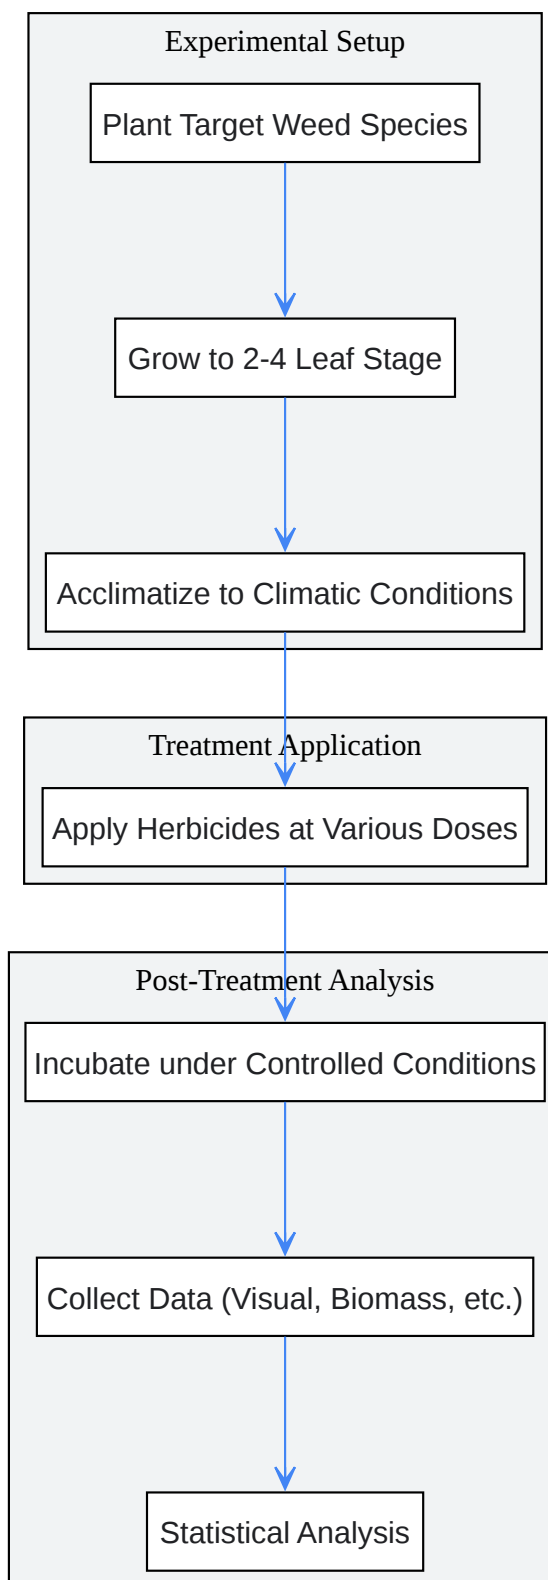 Experimental Setup
Plant Target Weed Species
Grow to 2-4 Leaf Stage
Acclimatize to Climatic Conditions
Treatment Application
Apply Herbicides at Various Doses
Post-Treatment Analysis
Incubate under Controlled Conditions
Collect Data (Visual, Biomass, etc.)
Statistical Analysis